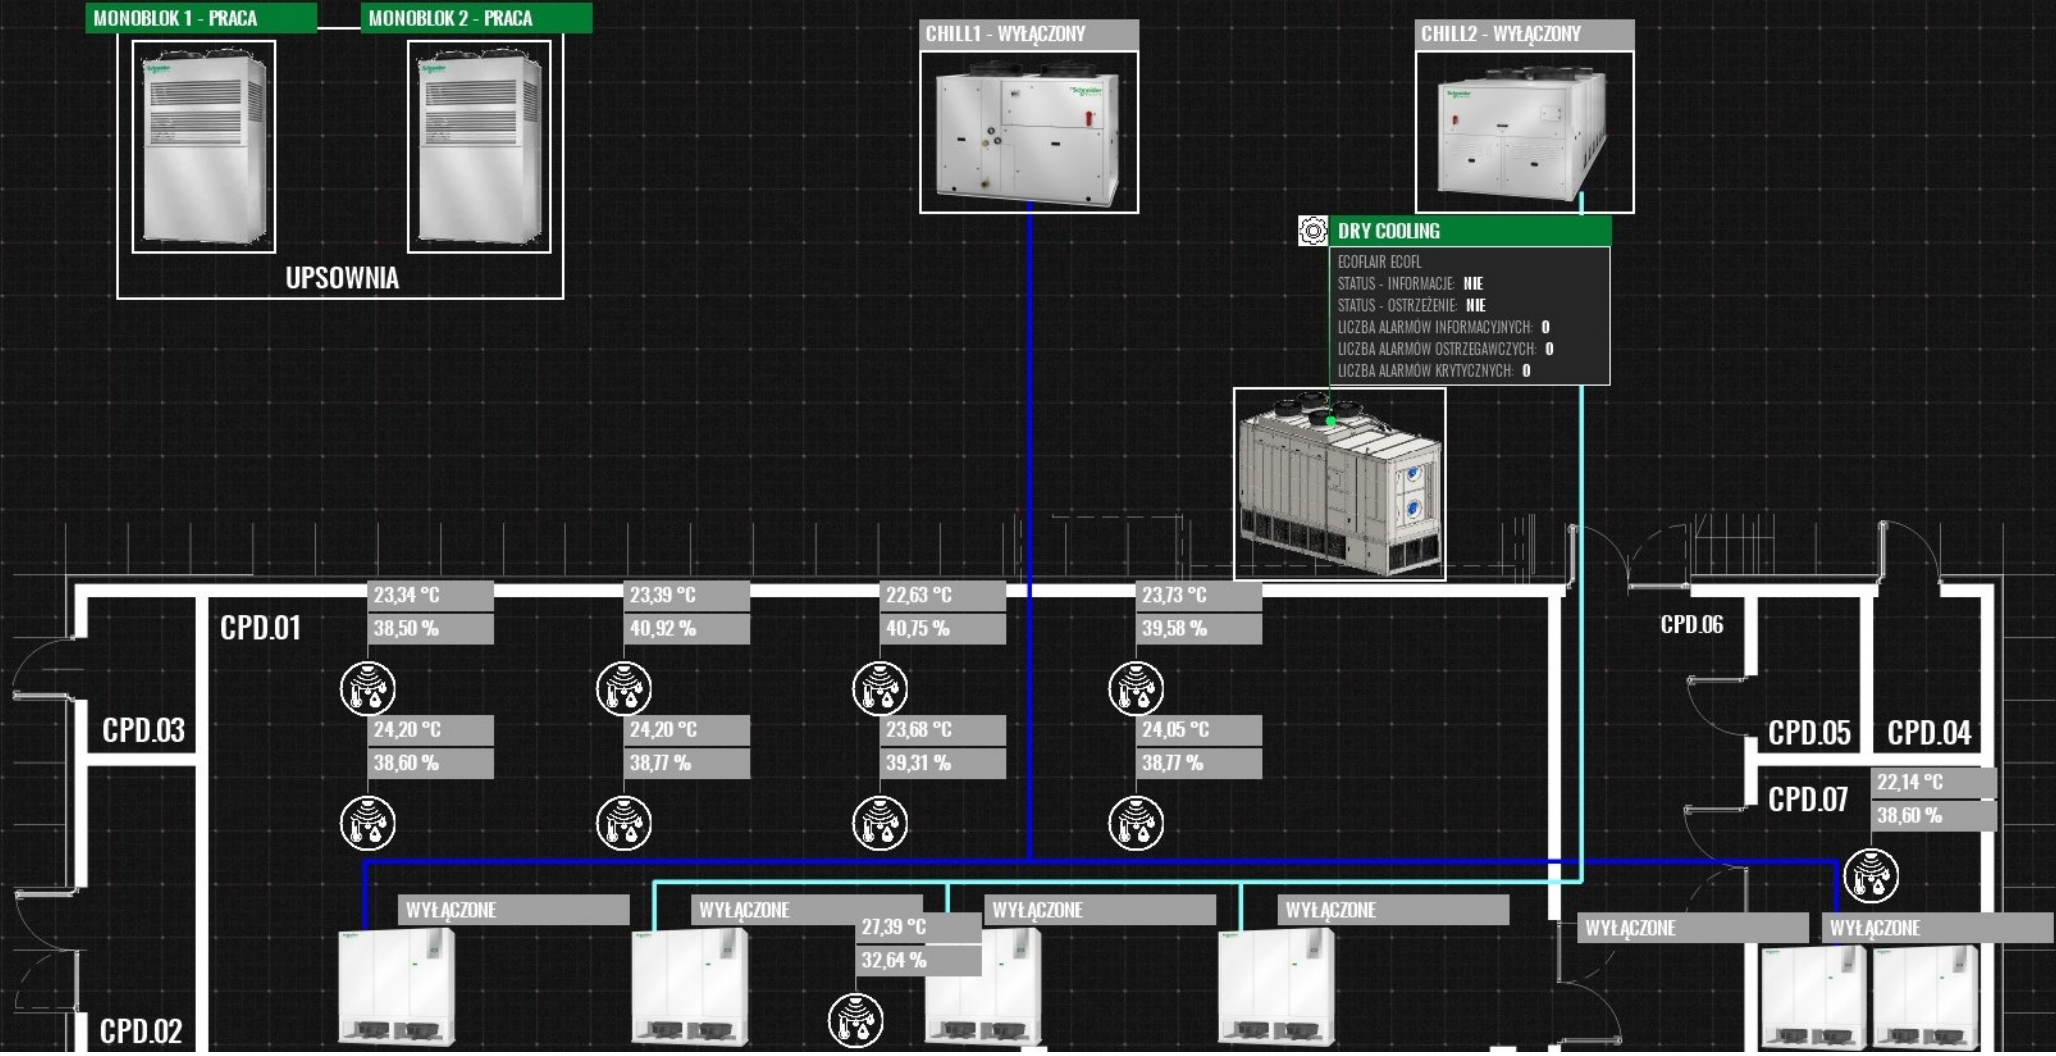 MONOBLOK 1 - PRACA
MONOBLOK 2 - PRACA
CHILL1 - WYŁĄCZONY
CHILL2 - WYŁĄCZONY
Schneider
Schneider
Schneider
Schneider
UPSOWNIA
DRY COOLING
ECOFLAIR ECOFL
STATUS - INFORMACJE: NIE
STATUS - OSTRZEŻENIE: NIE
LICZBA ALARMÓW INFORMACYJNYCH: 0
LICZBA ALARMÓW OSTRZEGAWCZYCH: 0
LICZBA ALARMÓW KRYTYCZNYCH: 0
CPD.01
23,34 °C
38,50 %
23,39 °C
40,92 %
22,63 °C
40,75 %
23,73 °C
39,58 %
CPD.06
CPD.03
24,20 °C
38,60 %
24,20 °C
38,77 %
23,68 °C
39,31 %
24,05 °C
38,77 %
CPD.05
CPD.04
CPD.07
22,14 °C
38,60 %
WYŁĄCZONE
WYŁĄCZONE
WYŁĄCZONE
WYŁĄCZONE
WYŁĄCZONE
WYŁĄCZONE
27,39 °C
32,64 %
CPD.02